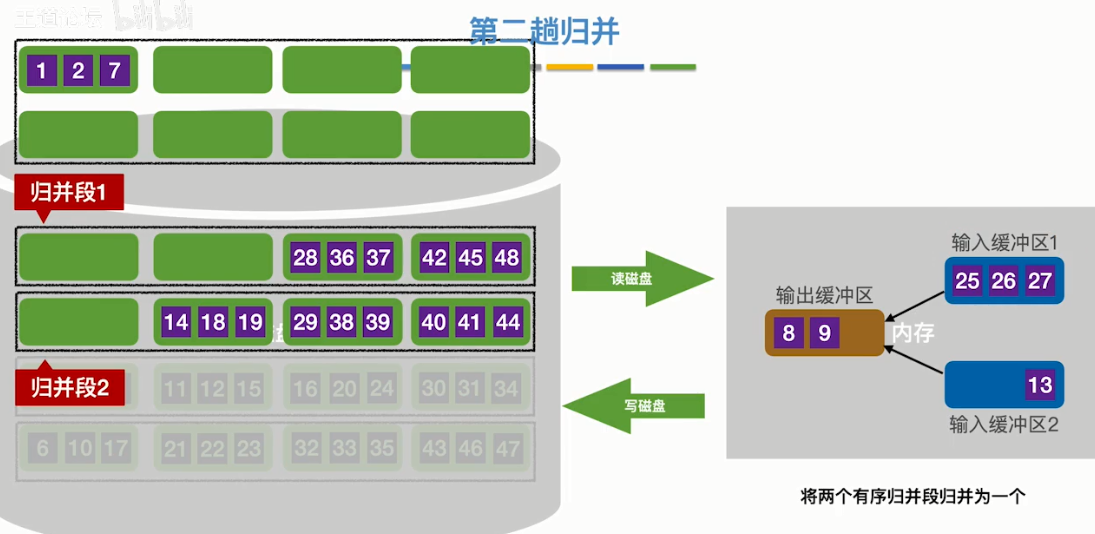 王道论坛 bilibili
第二趟归并
1 2 7
归并段1
28 36 37 42 45 48
14 18 19 29 38 39 40 41 44
归并段2
11 12 15 16 20 24 30 31 34
6 10 17 21 22 23 32 33 35 43 46 47
读磁盘
写磁盘
输入缓冲区1
25 26 27
输出缓冲区
8 9
内存
13
输入缓冲区2
将两个有序归并段归并为一个